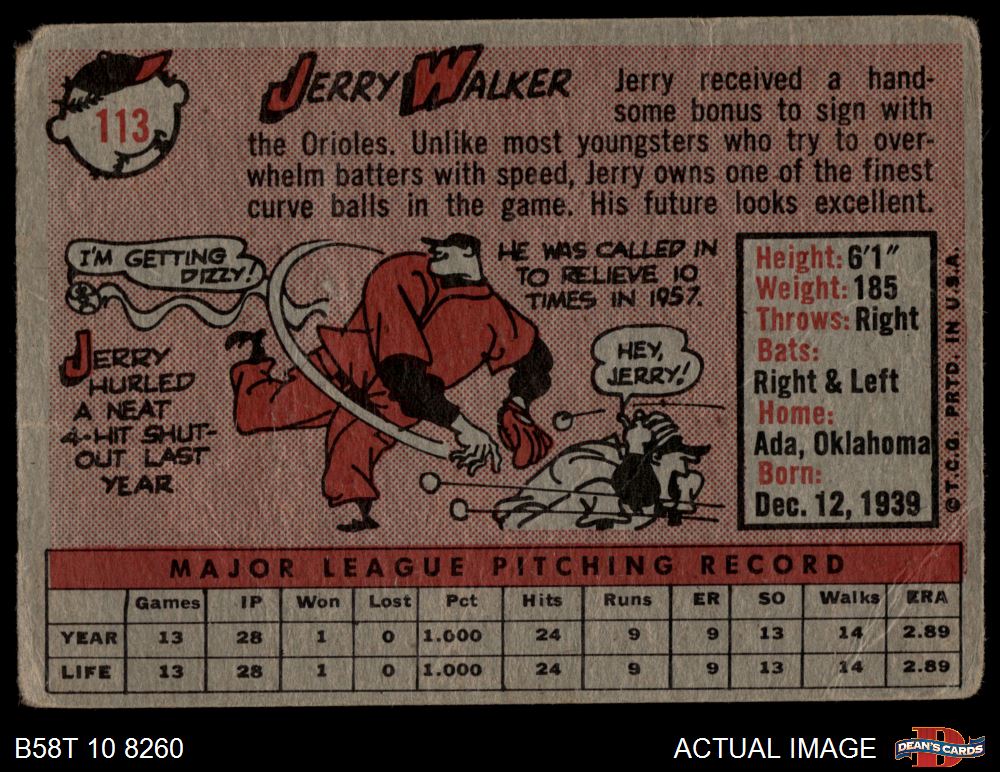 113
JERRY WALKER
Jerry received a hand-
some bonus to sign with
the Orioles. Unlike most youngsters who try to over-
whelm batters with speed, Jerry owns one of the finest
curve balls in the game. His future looks excellent.
I'M GETTING
DIZZY!
HE WAS CALLED IN
TO RELIEVE 10
TIMES IN 1957.
JERRY
HURLED
A NEAT
4-HIT SHUT-
OUT LAST
YEAR
HEY,
JERRY!
Height: 6'1"
Weight: 185
Throws: Right
Bats:
Right & Left
Home:
Ada, Oklahoma
Born:
Dec. 12, 1939
© T.C.G. PRTD. IN U.S.A.
MAJOR LEAGUE PITCHING RECORD
Games IP Won Lost Pct Hits Runs ER SO Walks ERA
YEAR 13 28 1 0 1.000 24 9 9 13 14 2.89
LIFE 13 28 1 0 1.000 24 9 9 13 14 2.89
B58T 10 8260
ACTUAL IMAGE
D
DEAN'S CARDS